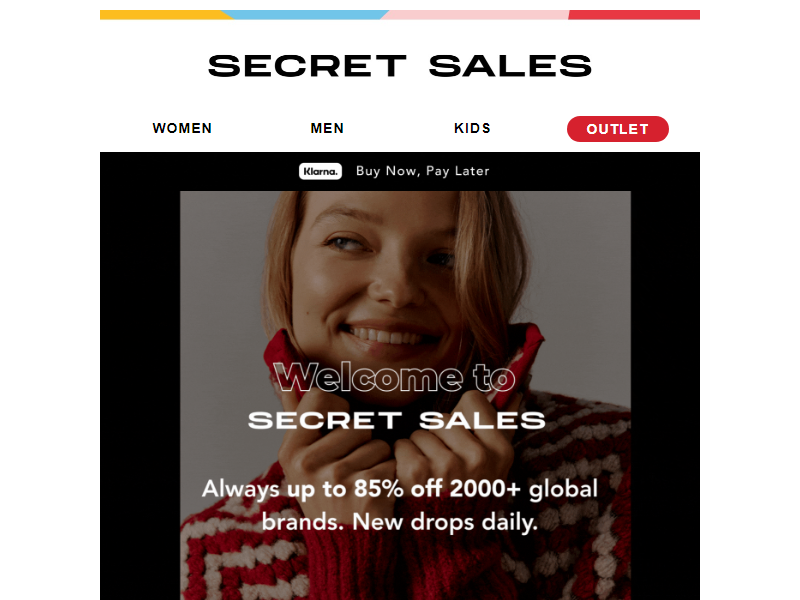 SECRET SALES
WOMEN MEN KIDS OUTLET
Klarna. Buy Now, Pay Later
Welcome to
SECRET SALES
Always up to 85% off 2000+ global
brands. New drops daily.